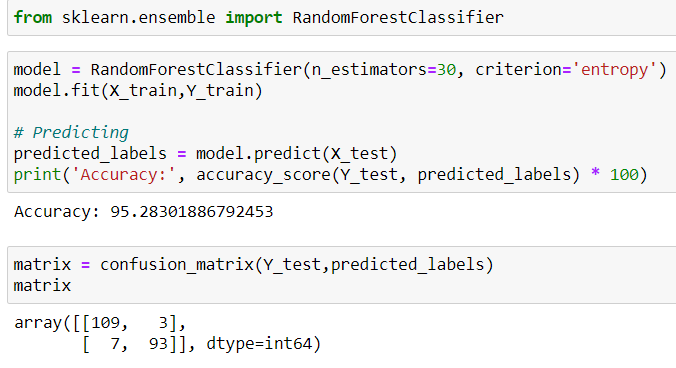 from sklearn.ensemble import RandomForestClassifier
model = RandomForestClassifier(n_estimators=30, criterion='entropy')
model.fit(X_train,Y_train)
# Predicting
predicted_labels = model.predict(X_test)
print('Accuracy:', accuracy_score(Y_test, predicted_labels) * 100)
Accuracy: 95.28301886792453
matrix = confusion_matrix(Y_test,predicted_labels)
matrix
array([[109,   3],
       [  7,  93]], dtype=int64)